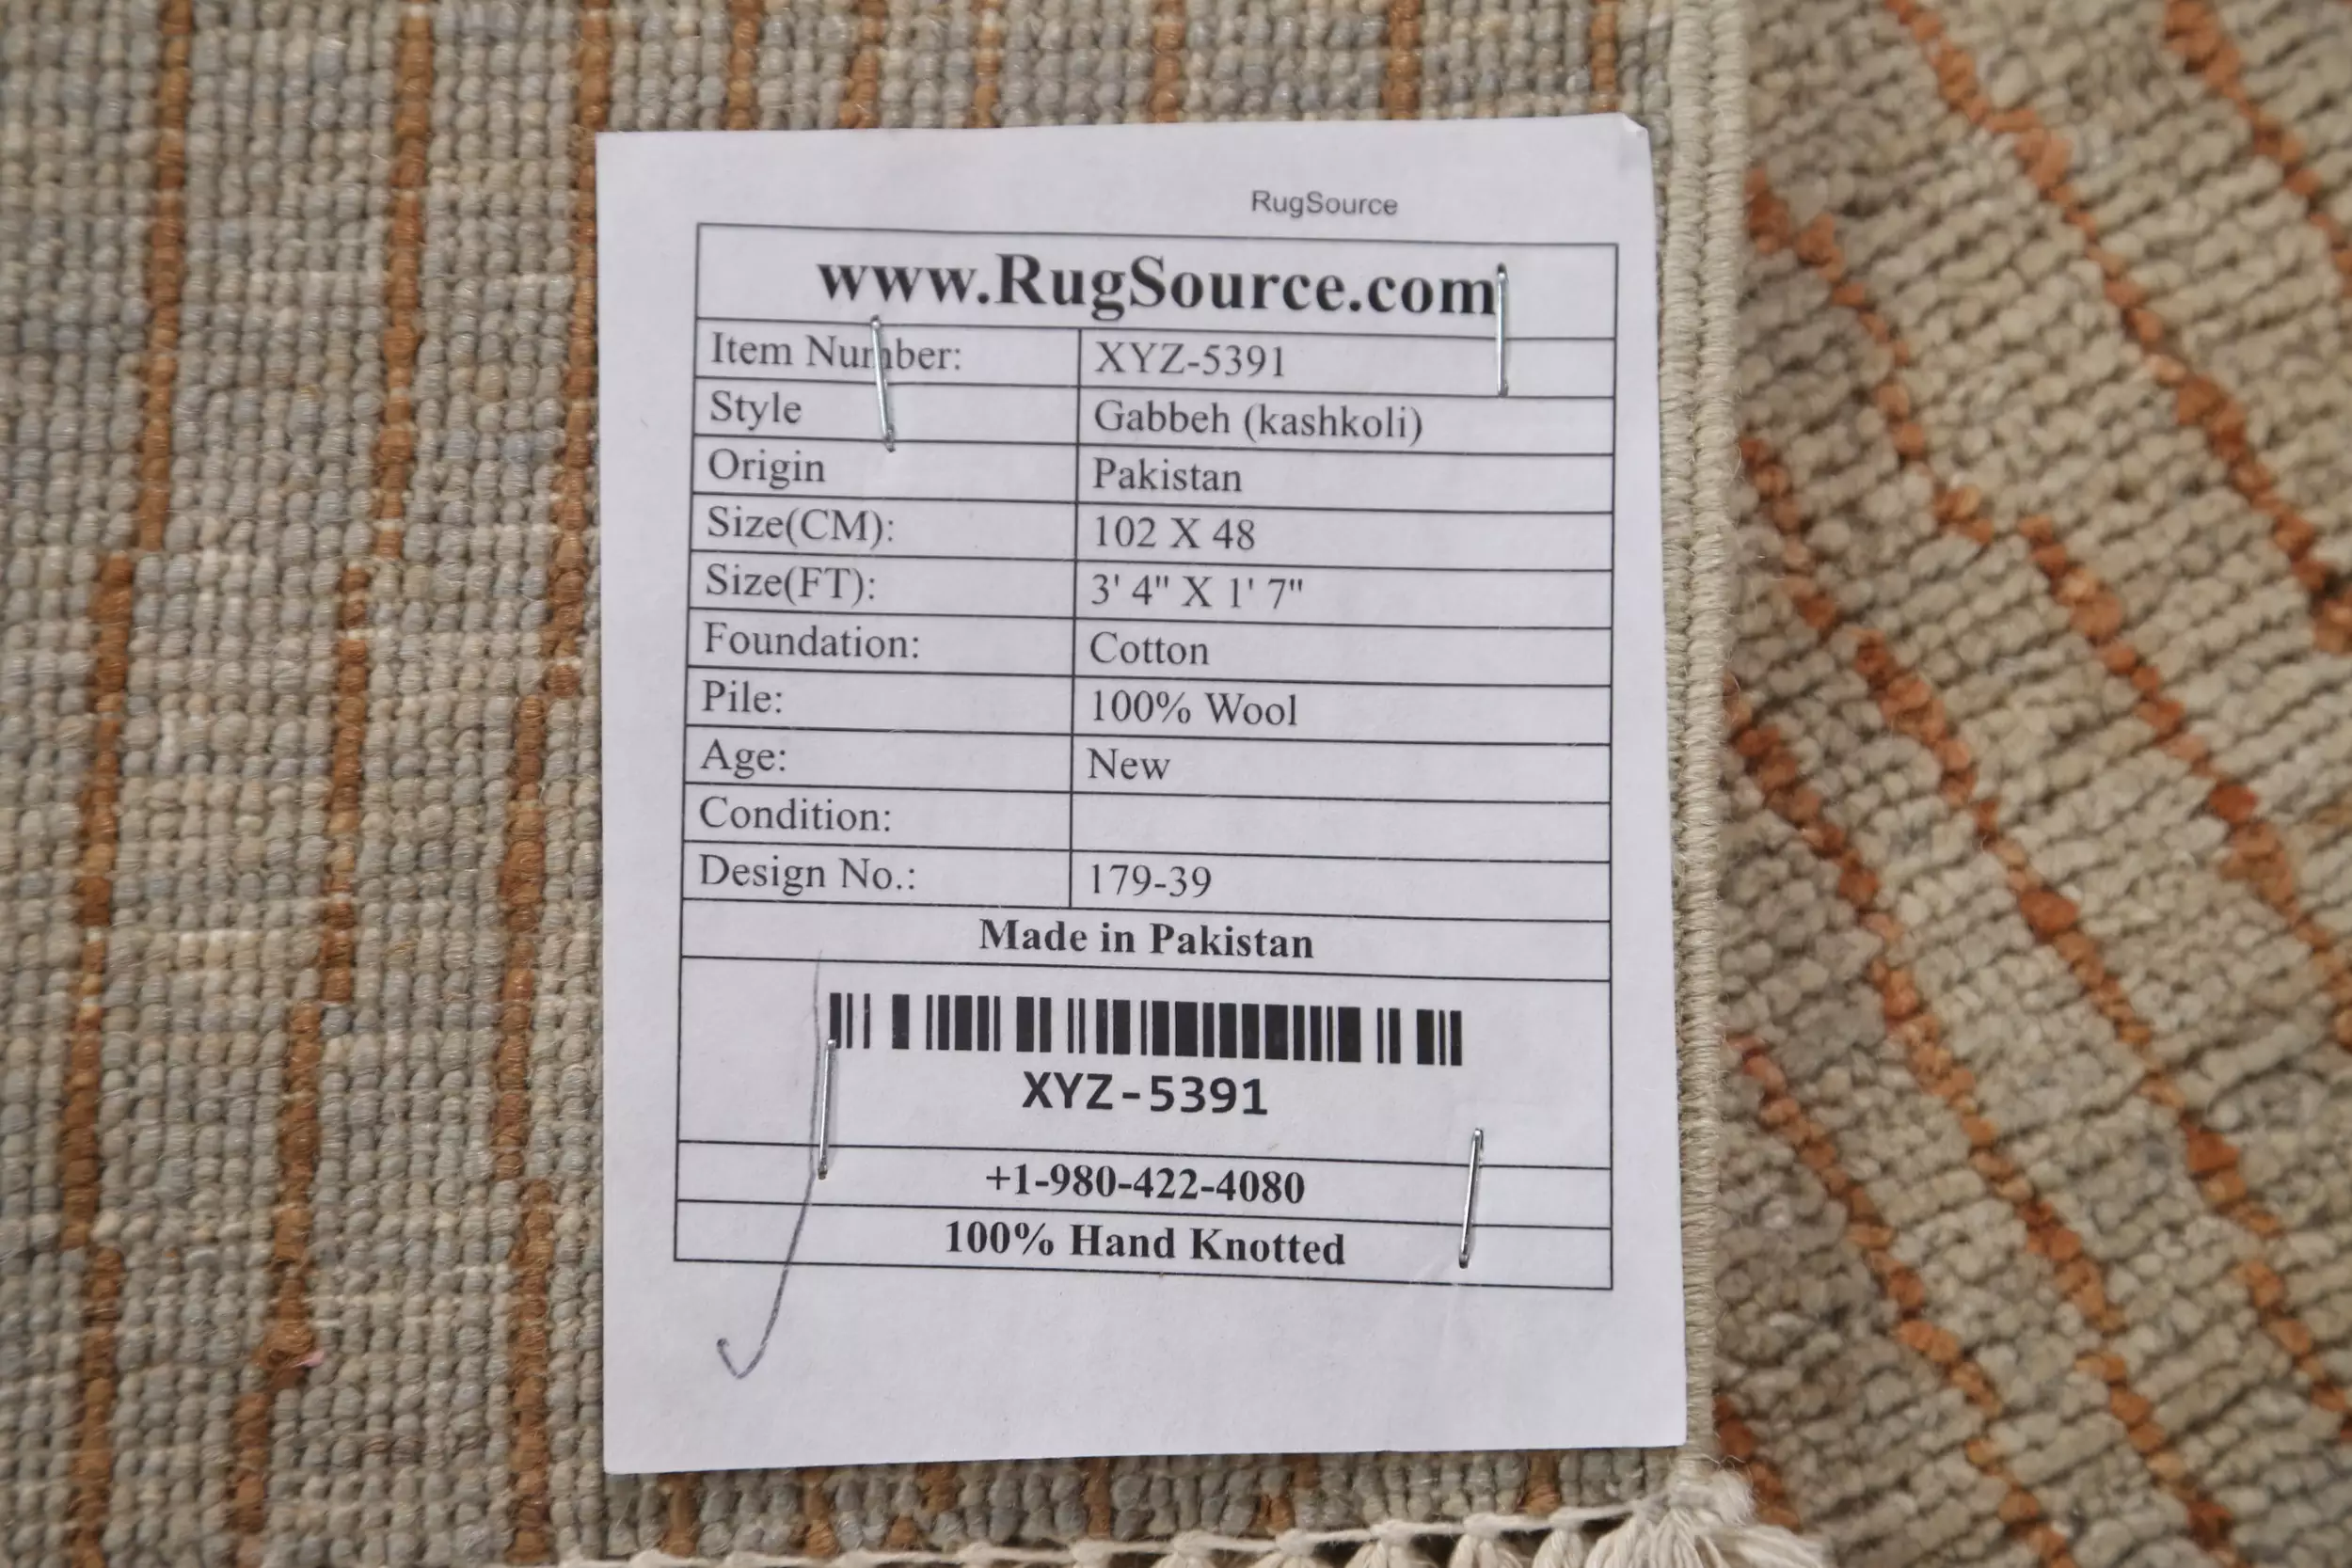 RugSource
www.RugSource.com
Item Number: XYZ-5391
Style Gabbeh (kashkoli)
Origin Pakistan
Size(CM): 102 X 48
Size(FT): 3' 4" X 1' 7"
Foundation: Cotton
Pile: 100% Wool
Age: New
Condition:
Design No.: 179-39
Made in Pakistan
XYZ-5391
+1-980-422-4080
100% Hand Knotted